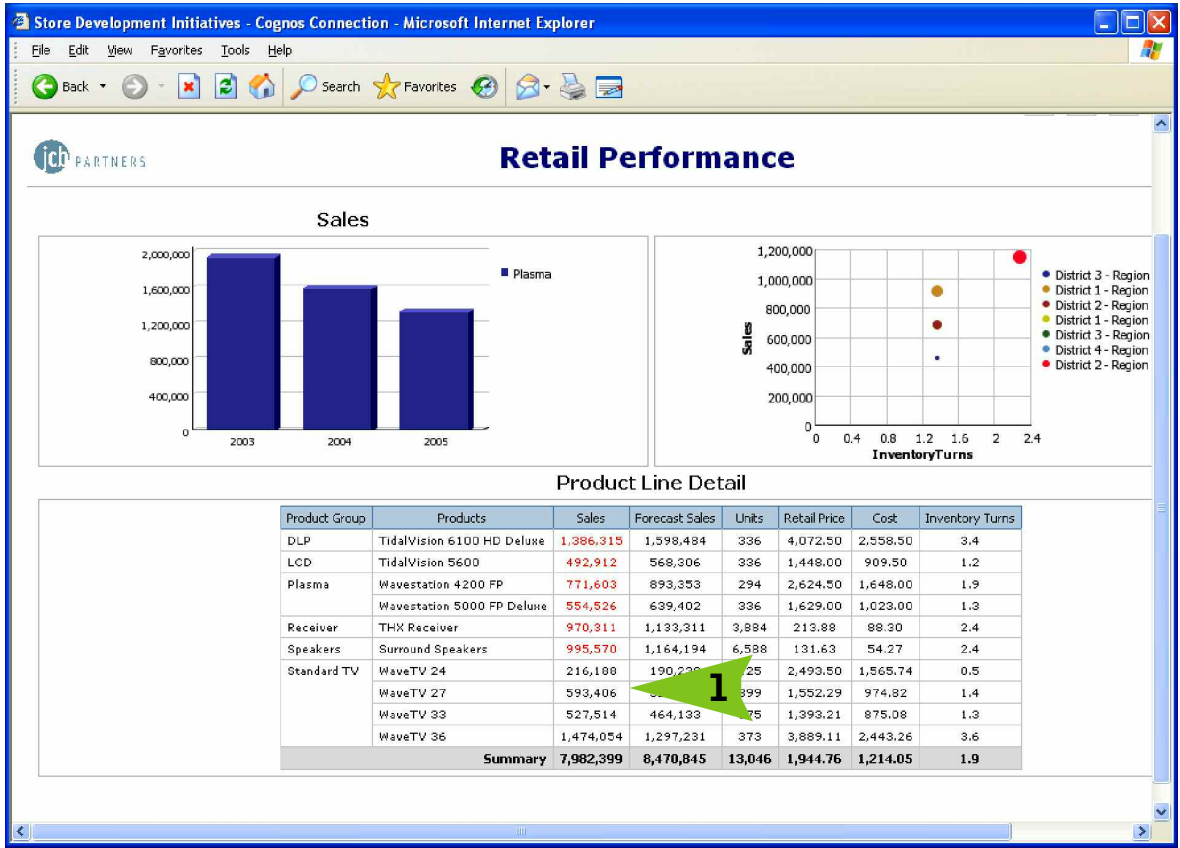 Store Development Initiatives - Cognos Connection - Microsoft Internet Explorer
File Edit View Favorites Tools Help
Back Search Favorites
jcb PARTNERS
Retail Performance
Sales
2,000,000
1,600,000
1,200,000
800,000
400,000
0
2003 2004 2005
Plasma
1,200,000
1,000,000
800,000
600,000
400,000
200,000
0
Sales
0 0.4 0.8 1.2 1.6 2 2.4
InventoryTurns
District 3 - Region
District 1 - Region
District 2 - Region
District 1 - Region
District 3 - Region
District 4 - Region
District 2 - Region
Product Line Detail
Product Group Products Sales Forecast Sales Units Retail Price Cost Inventory Turns
DLP TidalVision 6100 HD Deluxe 1,386,315 1,598,484 336 4,072.50 2,558.50 3.4
LCD TidalVision 5600 492,912 568,306 336 1,448.00 909.50 1.2
Plasma Wavestation 4200 FP 771,603 893,353 294 2,624.50 1,648.00 1.9
Wavestation 5000 FP Deluxe 554,526 639,402 336 1,629.00 1,023.00 1.3
Receiver THX Receiver 970,311 1,133,311 3,884 213.88 88.30 2.4
Speakers Surround Speakers 995,570 1,164,194 6,588 131.63 54.27 2.4
Standard TV WaveTV 24 216,188 2,493.50 1,565.74 0.5
WaveTV 27 593,406 1,552.29 974.82 1.4
1
WaveTV 33 527,514 464,133 1,393.21 875.08 1.3
WaveTV 36 1,474,054 1,297,231 373 3,889.11 2,443.26 3.6
Summary 7,982,399 8,470,845 13,046 1,944.76 1,214.05 1.9